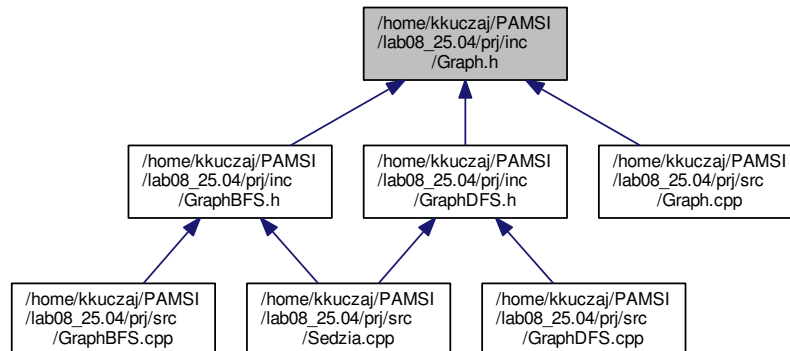 /home/kkuczaj/PAMSI
/lab08_25.04/prj/inc
/Graph.h
/home/kkuczaj/PAMSI
/lab08_25.04/prj/inc
/GraphBFS.h
/home/kkuczaj/PAMSI
/lab08_25.04/prj/inc
/GraphDFS.h
/home/kkuczaj/PAMSI
/lab08_25.04/prj/src
/Graph.cpp
/home/kkuczaj/PAMSI
/lab08_25.04/prj/src
/GraphBFS.cpp
/home/kkuczaj/PAMSI
/lab08_25.04/prj/src
/Sedzia.cpp
/home/kkuczaj/PAMSI
/lab08_25.04/prj/src
/GraphDFS.cpp